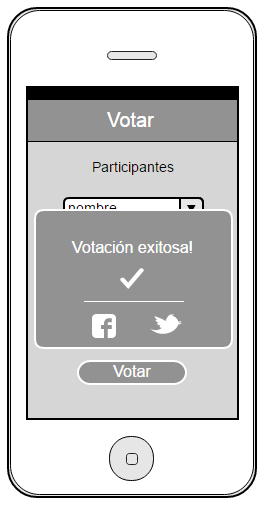 Votar
Participantes
nombre
Votación exitosa!
Votar